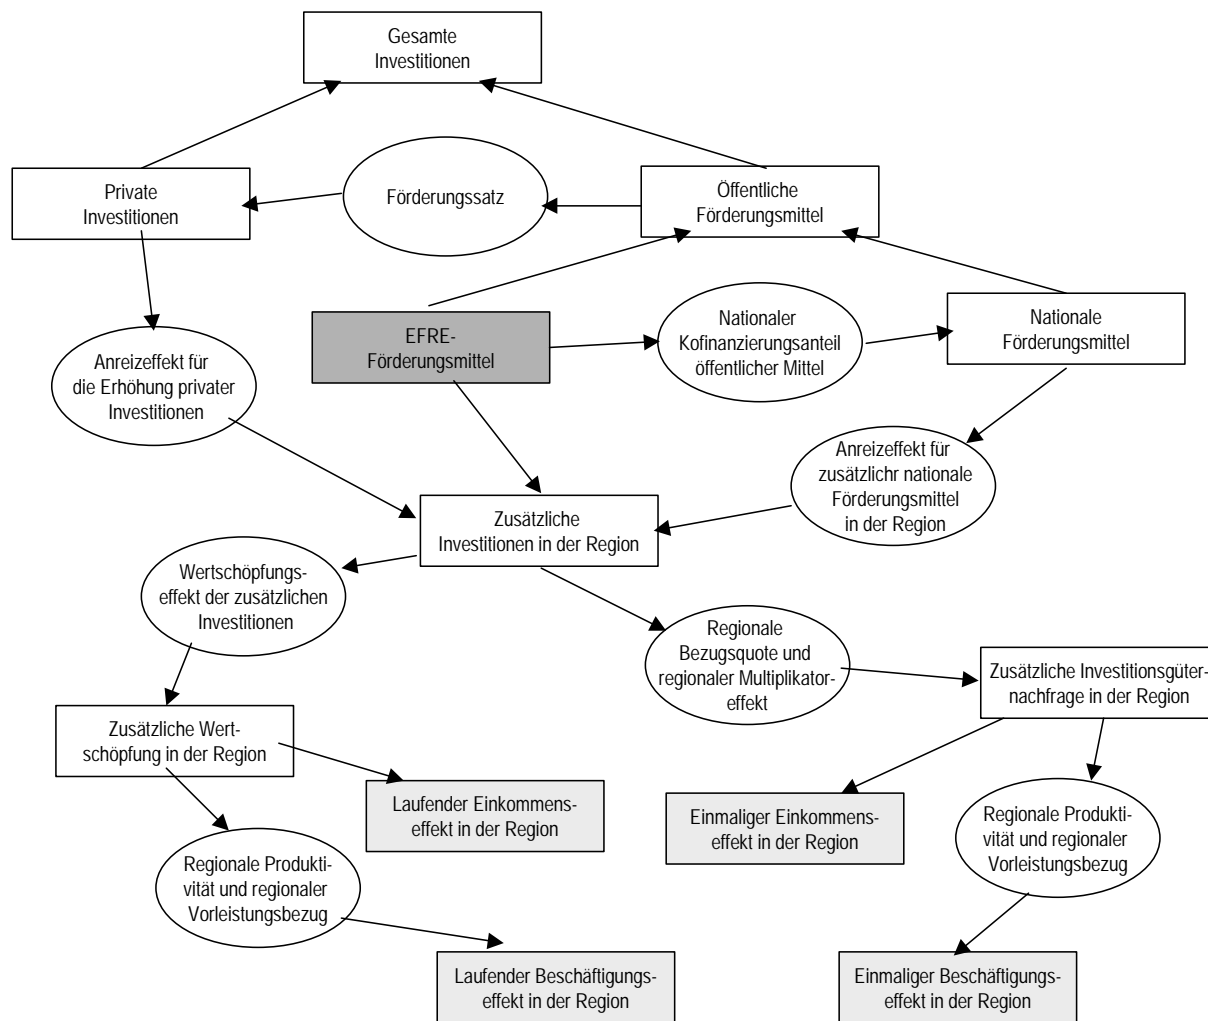 Gesamte
Investitionen
Private
Investitionen
Förderungssatz
Öffentliche
Förderungsmittel
EFRE-
Förderungsmittel
Nationaler
Kofinanzierungsanteil
öffentlicher Mittel
Nationale
Förderungsmittel
Anreizeffekt für
die Erhöhung privater
Investitionen
Anreizeffekt für
zusätzlichr nationale
Förderungsmittel
in der Region
Zusätzliche
Investitionen in der Region
Wertschöpfungs-
effekt der zusätzlichen
Investitionen
Regionale
Bezugsquote und
regionaler Multiplikator-
effekt
Zusätzliche Investitionsgüter-
nachfrage in der Region
Zusätzliche Wert-
schöpfung in der Region
Laufender Einkommens-
effekt in der Region
Einmaliger Einkommens-
effekt in der Region
Regionale Produkti-
vität und regionaler
Vorleistungsbezug
Regionale Produkti-
vität und regionaler
Vorleistungsbezug
Laufender Beschäftigungs-
effekt in der Region
Einmaliger Beschäftigungs-
effekt in der Region